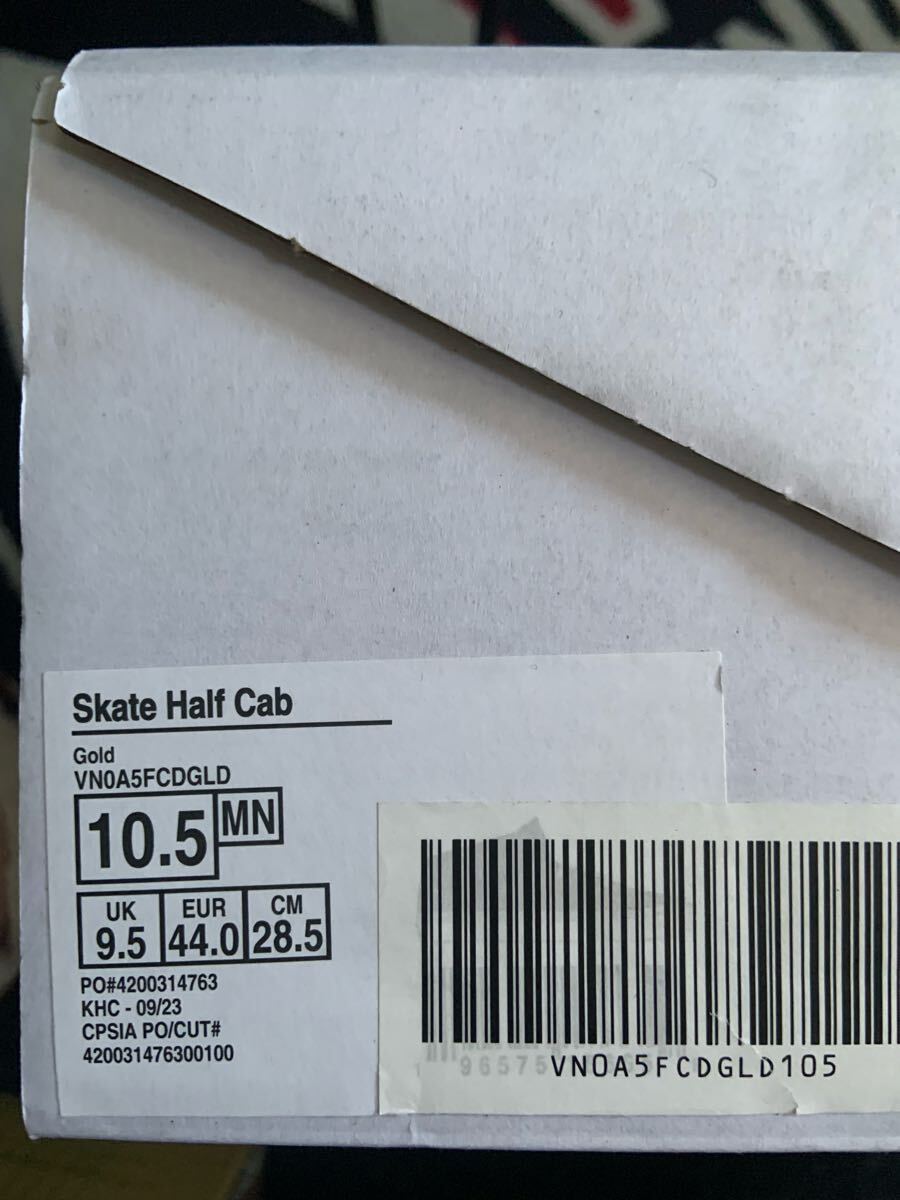 Skate Half Cab
Gold
VN0A5FCDGLD
10.5 MN
UK EUR CM
9.5 44.0 28.5
PO#4200314763
KHC - 09/23
CPSIA PO/CUT#
420031476300100
96575
VN0A5FCDGLD105